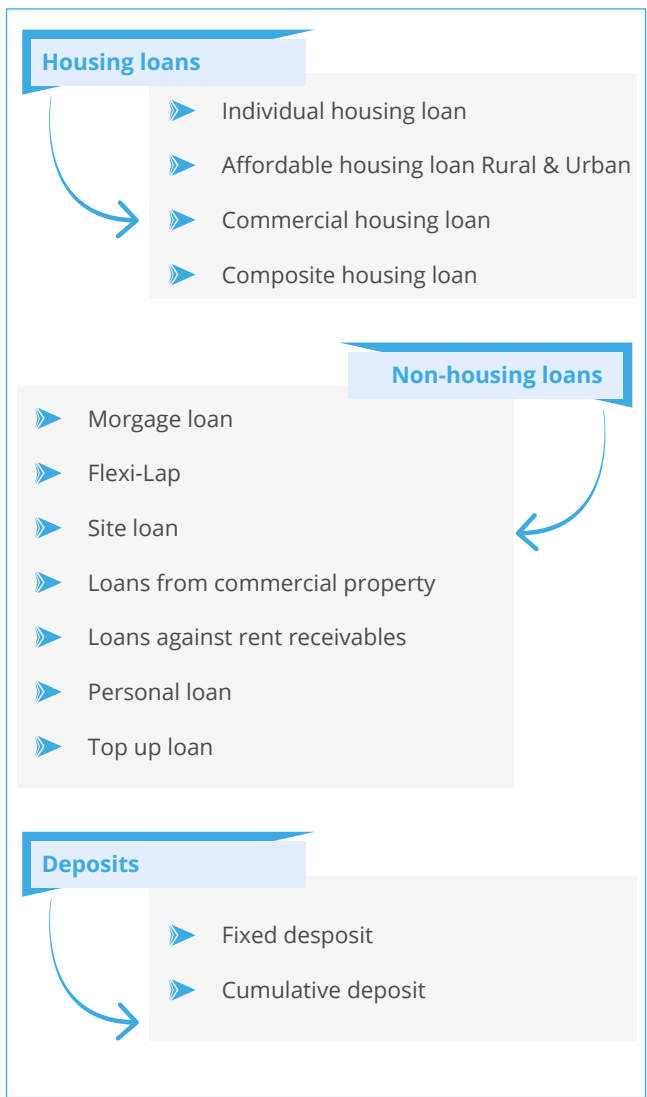 Housing loans
Individual housing loan
Affordable housing loan Rural & Urban
Commercial housing loan
Composite housing loan
Non-housing loans
Morgage loan
Flexi-Lap
Site loan
Loans from commercial property
Loans against rent receivables
Personal loan
Top up loan
Deposits
Fixed desposit
Cumulative deposit